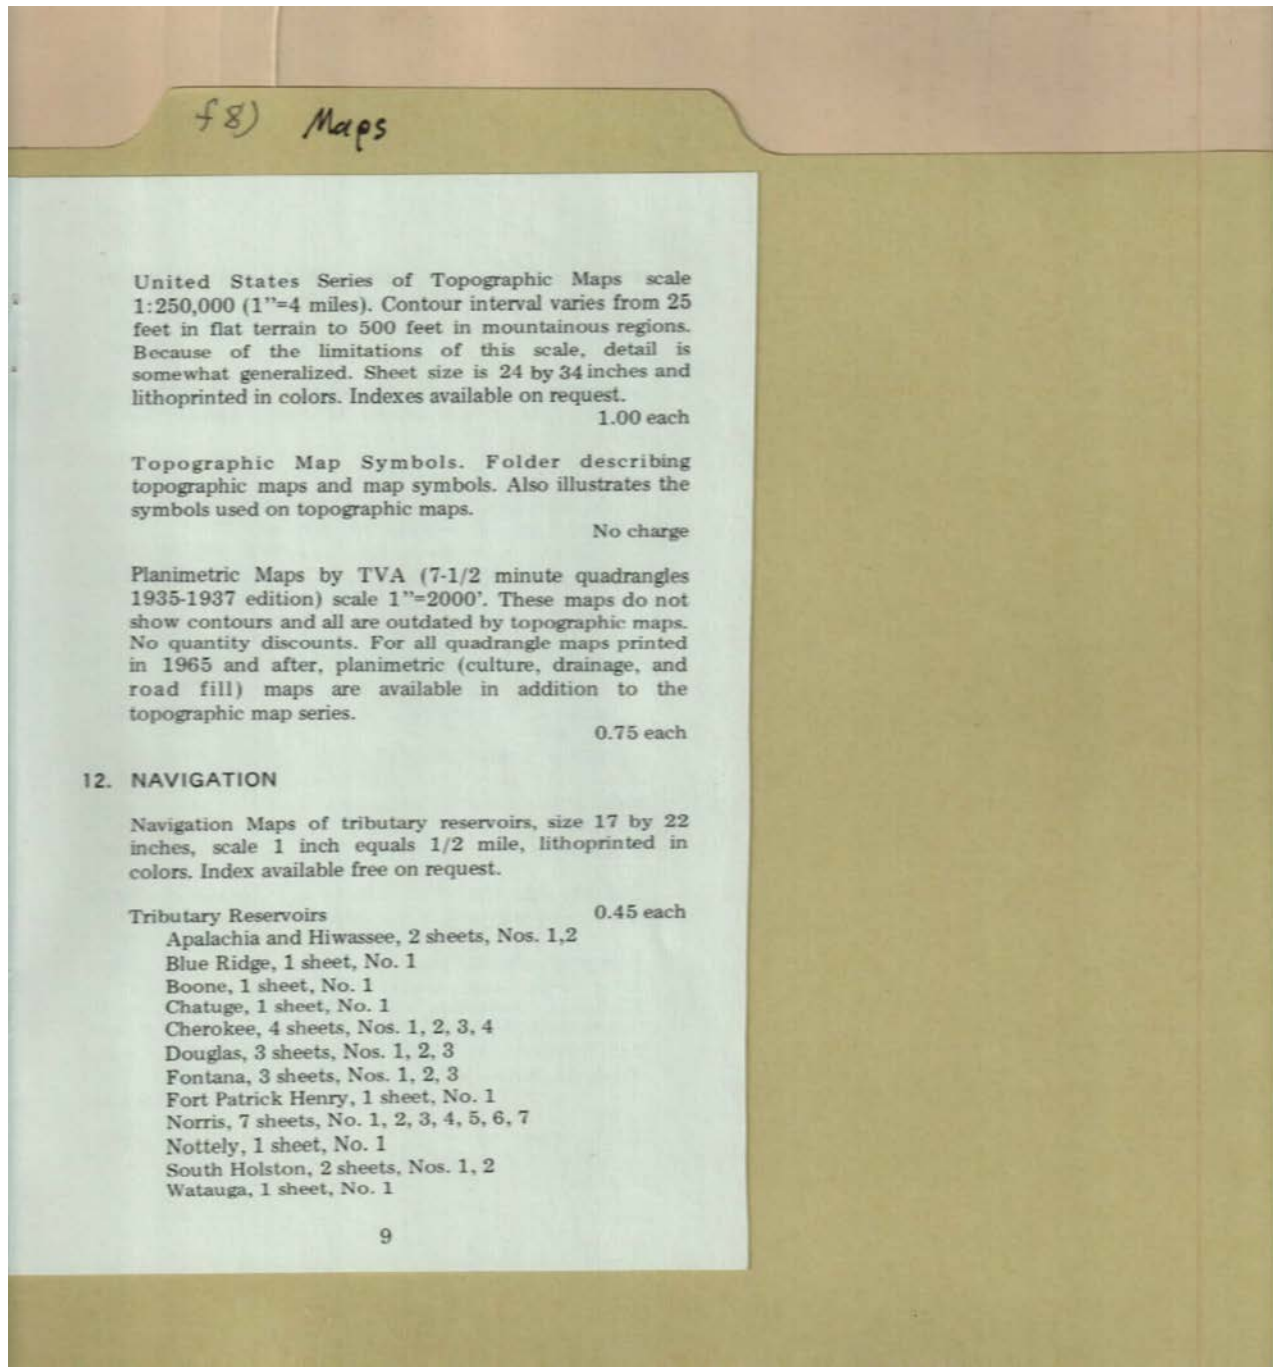 f 8) Maps
United States Series of Topographic Maps scale
1:250,000 (1"=4 miles). Contour interval varies from 25
feet in flat terrain to 500 feet in mountainous regions.
Because of the limitations of this scale, detail is
somewhat generalized. Sheet size is 24 by 34 inches and
lithoprinted in colors. Indexes available on request.
1.00 each
Topographic Map Symbols. Folder describing
topographic maps and map symbols. Also illustrates the
symbols used on topographic maps.
No charge
Planimetric Maps by TVA (7-1/2 minute quadrangles
1935-1937 edition) scale 1"=2000'. These maps do not
show contours and all are outdated by topographic maps.
No quantity discounts. For all quadrangle maps printed
in 1965 and after, planimetric (culture, drainage, and
road fill) maps are available in addition to the
topographic map series.
0.75 each
12. NAVIGATION
Navigation Maps of tributary reservoirs, size 17 by 22
inches, scale 1 inch equals 1/2 mile, lithoprinted in
colors. Index available free on request.
Tributary Reservoirs 0.45 each
Apalachia and Hiwassee, 2 sheets, Nos. 1,2
Blue Ridge, 1 sheet, No. 1
Boone, 1 sheet, No. 1
Chatuge, 1 sheet, No. 1
Cherokee, 4 sheets, Nos. 1, 2, 3, 4
Douglas, 3 sheets, Nos. 1, 2, 3
Fontana, 3 sheets, Nos. 1, 2, 3
Fort Patrick Henry, 1 sheet, No. 1
Norris, 7 sheets, No. 1, 2, 3, 4, 5, 6, 7
Nottely, 1 sheet, No. 1
South Holston, 2 sheets, Nos. 1, 2
Watauga, 1 sheet, No. 1
9